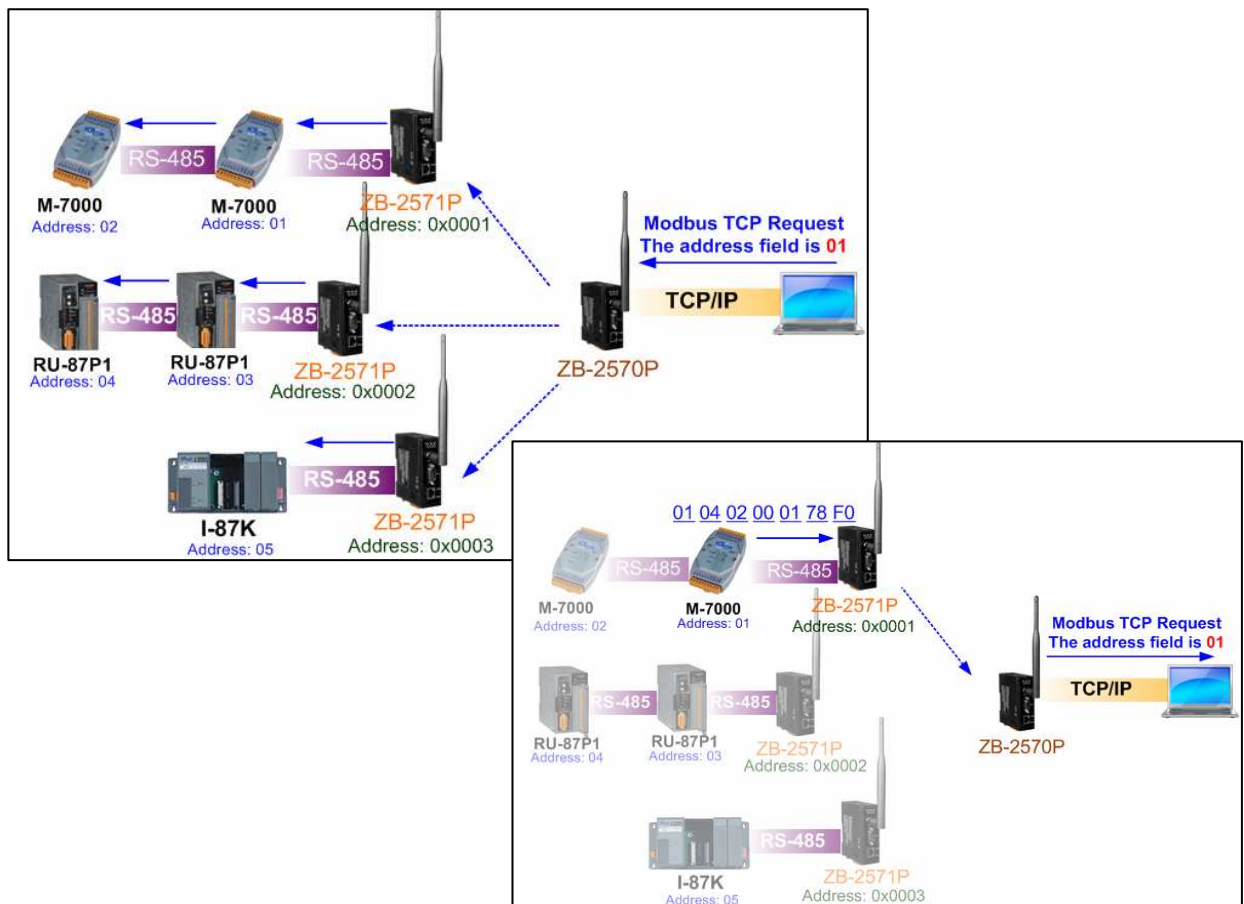 RS-485
RS-485
M-7000
Address: 02
M-7000
Address: 01
ZB-2571P
Address: 0x0001
Modbus TCP Request
The address field is 01
TCP/IP
RS-485
RS-485
RU-87P1
Address: 04
RU-87P1
Address: 03
ZB-2571P
Address: 0x0002
ZB-2570P
RS-485
I-87K
Address: 05
ZB-2571P
Address: 0x0003
01 04 02 00 01 78 F0
RS-485
RS-485
M-7000
Address: 02
M-7000
Address: 01
ZB-2571P
Address: 0x0001
Modbus TCP Request
The address field is 01
TCP/IP
RS-485
RS-485
RU-87P1
Address: 04
RU-87P1
Address: 03
ZB-2571P
Address: 0x0002
ZB-2570P
RS-485
I-87K
Address: 05
ZB-2571P
Address: 0x0003